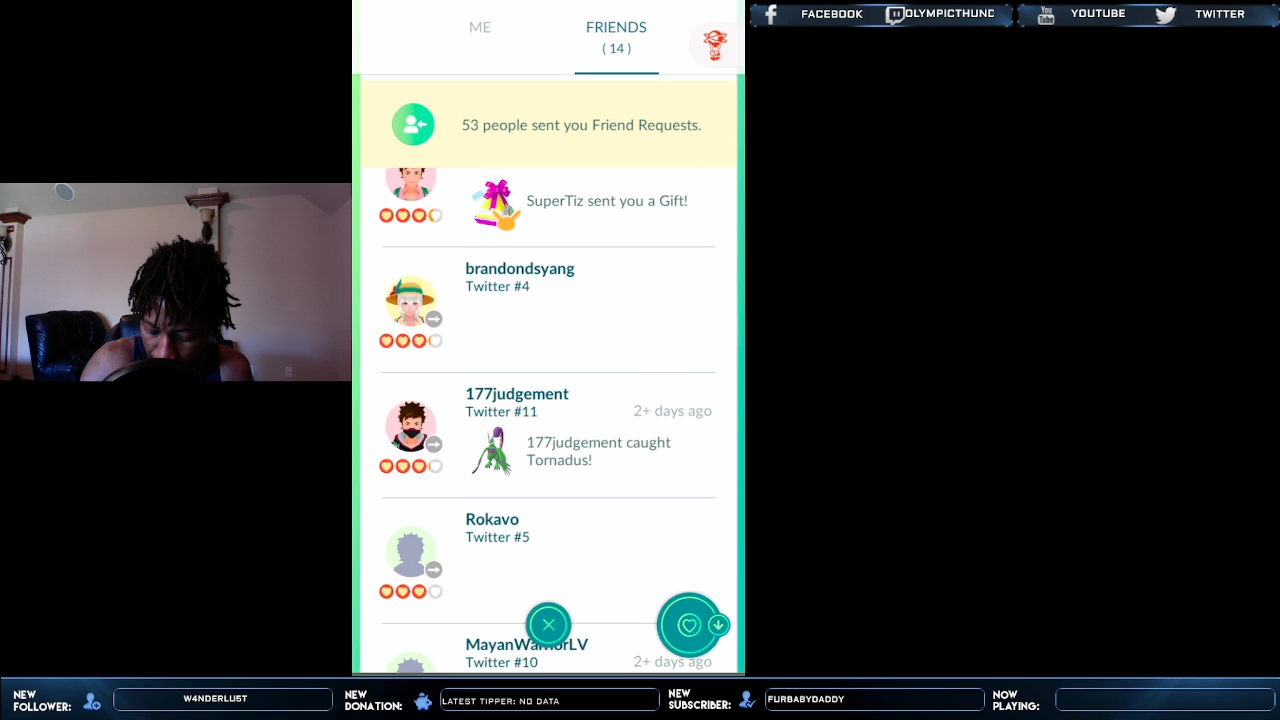 FACEBOOK
OLYMPICTHUNC
YOUTUBE
TWITTER
ME
FRIENDS
( 14 )
53 people sent you Friend Requests.
SuperTiz sent you a Gift!
brandondsyang
Twitter #4
177judgement
Twitter #11
2+ days ago
177judgement caught
Tornadus!
Rokavo
Twitter #5
MayanWarriorLV
Twitter #10
2+ days ago
NEW
FOLLOWER:
W4NDERLU5T
NEW
DONATION:
LATEST TIPPER: NO DATA
NEW
SUBSCRIBER:
FURBABYDADDY
NOW
PLAYING: